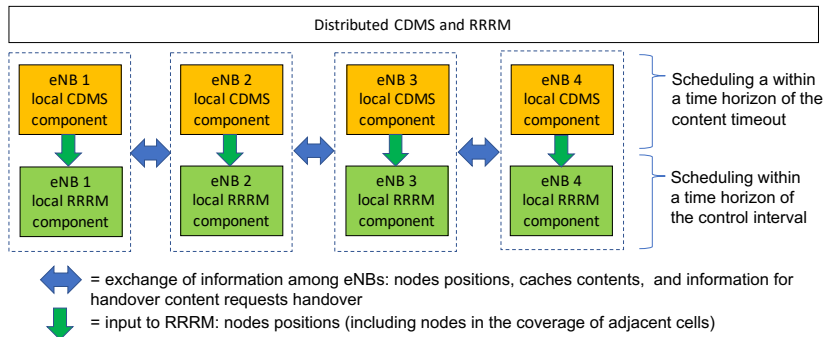 Distributed CDMS and RRRM
eNB 1
local CDMS
component
eNB 2
local CDMS
component
eNB 3
local CDMS
component
eNB 4
local CDMS
component
Scheduling a within
a time horizon of the
content timeout
eNB 1
local RRRM
component
eNB 2
local RRRM
component
eNB 3
local RRRM
component
eNB 4
local RRRM
component
Scheduling within
a time horizon of
the control interval
= exchange of information among eNBs: nodes positions, caches contents, and information for
handover content requests handover
= input to RRRM: nodes positions (including nodes in the coverage of adjacent cells)